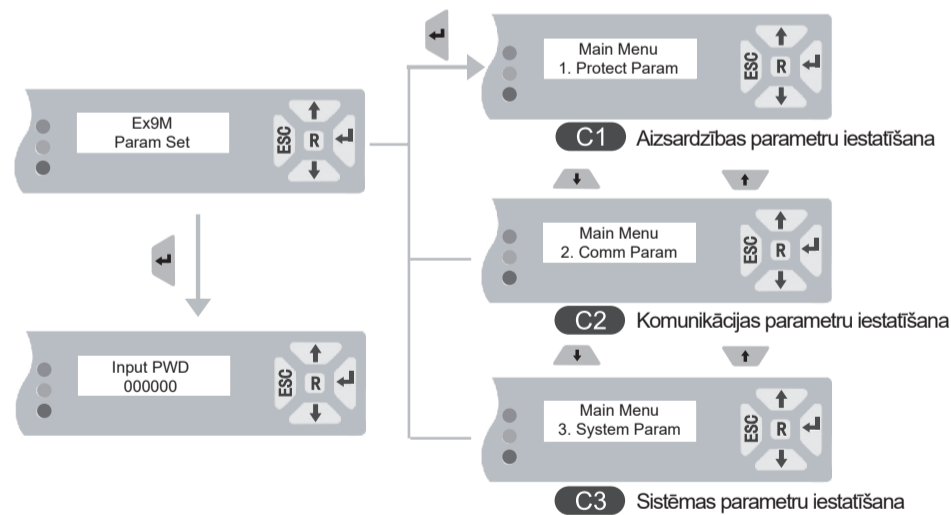 Ex9M
Param Set
ESC
R
Input PWD
000000
ESC
R
Main Menu
1. Protect Param
ESC
R
C1 Aizsardzības parametru iestatīšana
Main Menu
2. Comm Param
ESC
R
C2 Komunikācijas parametru iestatīšana
Main Menu
3. System Param
ESC
R
C3 Sistēmas parametru iestatīšana